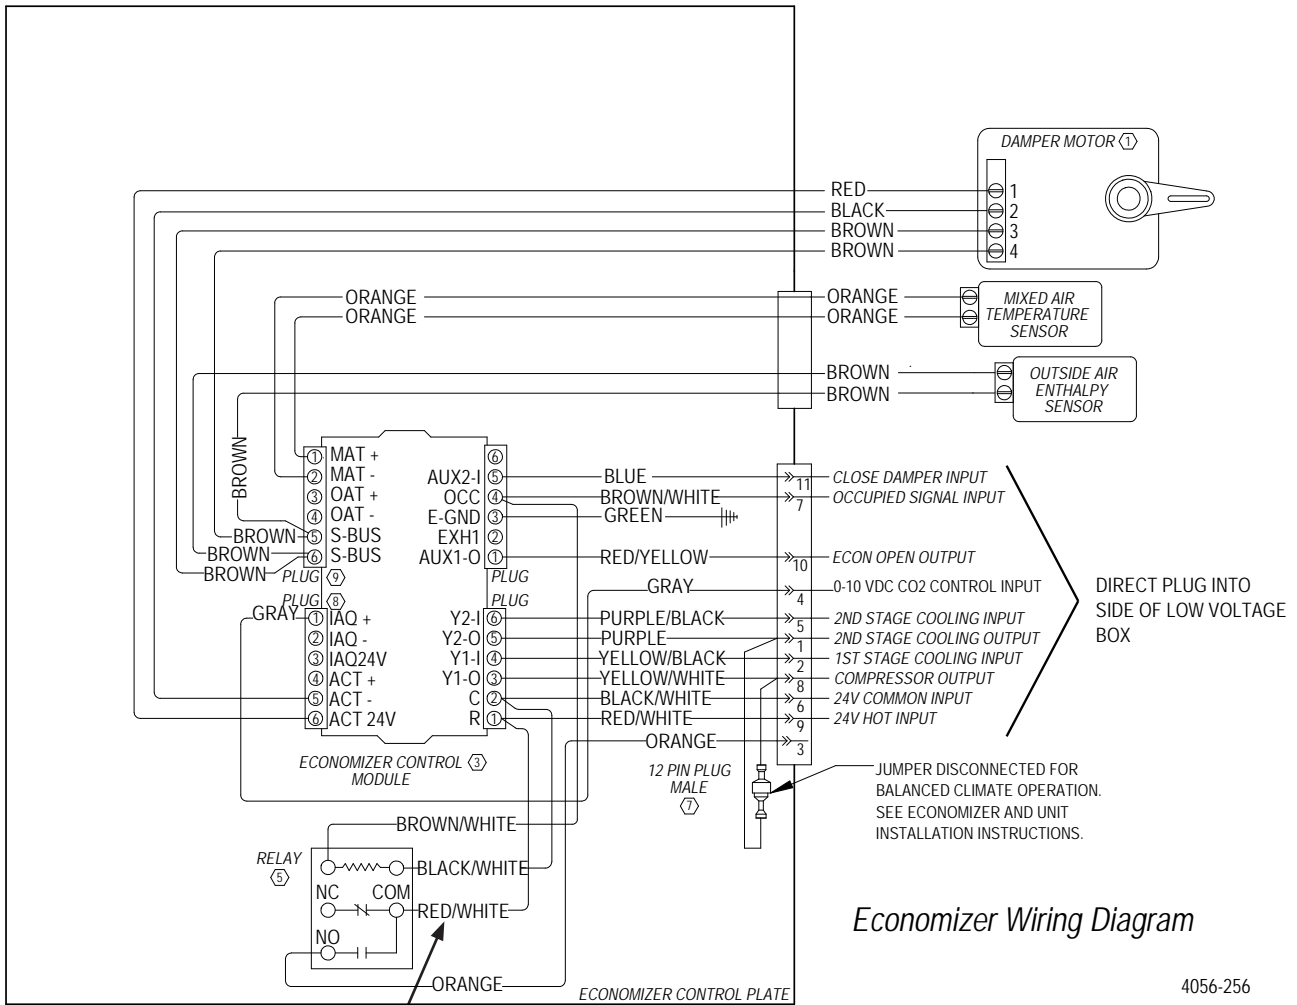 DAMPER MOTOR 1
RED 1
BLACK 2
BROWN 3
BROWN 4
ORANGE ORANGE
ORANGE ORANGE
MIXED AIR
TEMPERATURE
SENSOR
BROWN
BROWN
OUTSIDE AIR
ENTHALPY
SENSOR
BROWN
1 MAT +
2 MAT -
3 OAT +
4 OAT -
BROWN 5 S-BUS
BROWN 6 S-BUS
BROWN
PLUG 9
PLUG 8
GRAY 1 IAQ +
2 IAQ -
3 IAQ24V
4 ACT +
5 ACT -
6 ACT 24V
6
AUX2-I 5 BLUE 11 CLOSE DAMPER INPUT
OCC 4 BROWN/WHITE 7 OCCUPIED SIGNAL INPUT
E-GND 3 GREEN
EXH1 2
AUX1-O 1 RED/YELLOW 10 ECON OPEN OUTPUT
PLUG
GRAY 4 0-10 VDC CO2 CONTROL INPUT
PLUG
Y2-I 6 PURPLE/BLACK 5 2ND STAGE COOLING INPUT
Y2-O 5 PURPLE 1 2ND STAGE COOLING OUTPUT
Y1-I 4 YELLOW/BLACK 2 1ST STAGE COOLING INPUT
Y1-O 3 YELLOW/WHITE 8 COMPRESSOR OUTPUT
C 2 BLACK/WHITE 6 24V COMMON INPUT
R 1 RED/WHITE 9 24V HOT INPUT
ORANGE 3
DIRECT PLUG INTO
SIDE OF LOW VOLTAGE
BOX
ECONOMIZER CONTROL 3
MODULE
12 PIN PLUG
MALE
7
JUMPER DISCONNECTED FOR
BALANCED CLIMATE OPERATION.
SEE ECONOMIZER AND UNIT
INSTALLATION INSTRUCTIONS.
BROWN/WHITE
RELAY
5
BLACK/WHITE
NC COM
RED/WHITE
NO
ORANGE
ECONOMIZER CONTROL PLATE
Economizer Wiring Diagram
4056-256